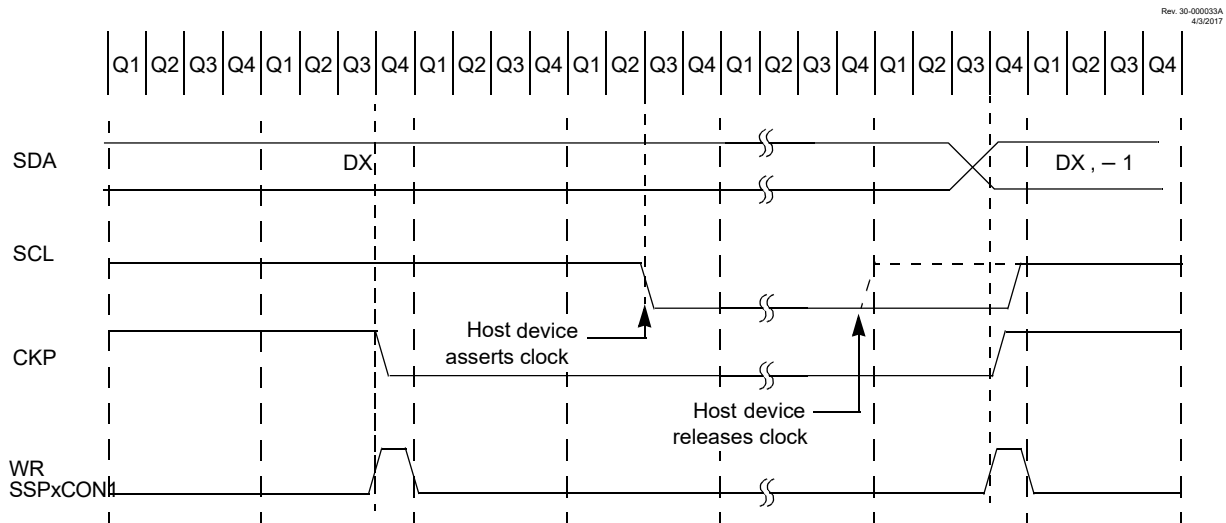 Rev. 30-000033A
4/3/2017
Q1 Q2 Q3 Q4 Q1 Q2 Q3 Q4 Q1 Q2 Q3 Q4 Q1 Q2 Q3 Q4 Q1 Q2 Q3 Q4 Q1 Q2 Q3 Q4 Q1 Q2 Q3 Q4
SDA
DX
DX , – 1
SCL
Host device
asserts clock
CKP
Host device
releases clock
WR
SSPxCON1